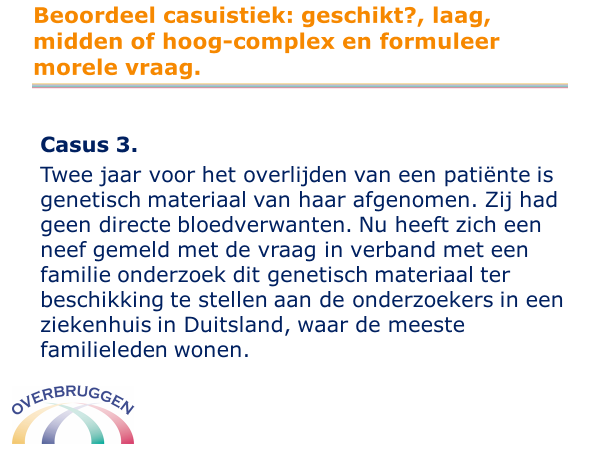 Beoordeel casuistiek: geschikt?, laag,
midden of hoog-complex en formuleer
morele vraag.
Casus 3.
Twee jaar voor het overlijden van een patiënte is
genetisch materiaal van haar afgenomen. Zij had
geen directe bloedverwanten. Nu heeft zich een
neef gemeld met de vraag in verband met een
familie onderzoek dit genetisch materiaal ter
beschikking te stellen aan de onderzoekers in een
ziekenhuis in Duitsland, waar de meeste
familieleden wonen.
OVERBRUGGEN